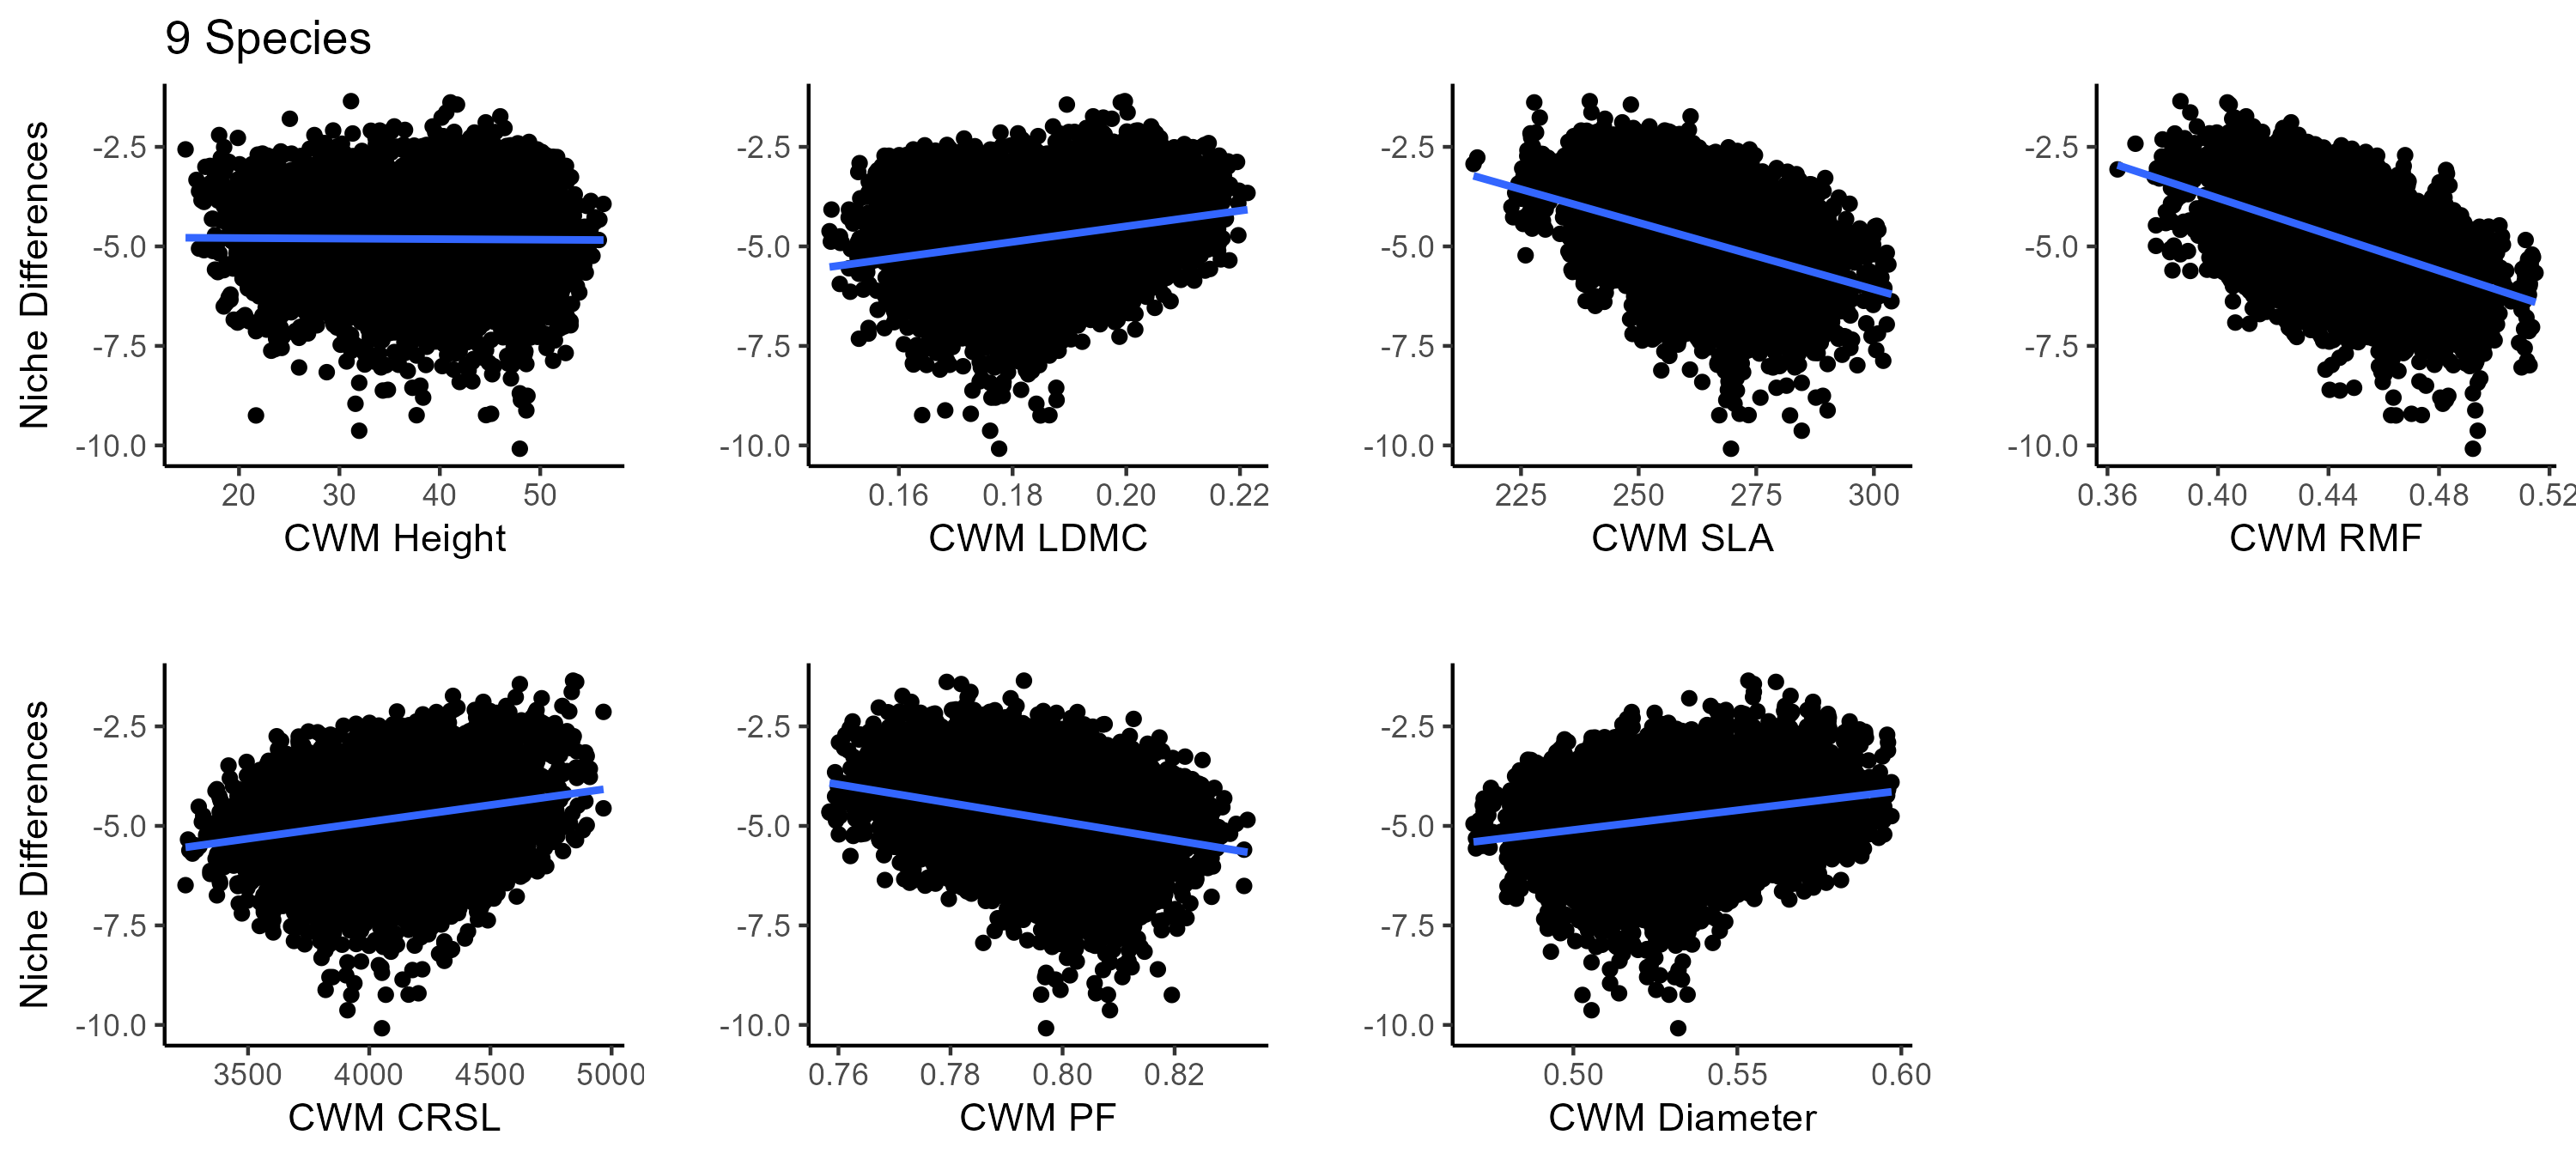 9 Species
Niche Differences
-2.5
-5.0
-7.5
-10.0
20 30 40 50
CWM Height
-2.5
-5.0
-7.5
-10.0
0.16 0.18 0.20 0.22
CWM LDMC
-2.5
-5.0
-7.5
-10.0
225 250 275 300
CWM SLA
-2.5
-5.0
-7.5
-10.0
0.36 0.40 0.44 0.48 0.52
CWM RMF
Niche Differences
-2.5
-5.0
-7.5
-10.0
3500 4000 4500 5000
CWM CRSL
-2.5
-5.0
-7.5
-10.0
0.76 0.78 0.80 0.82
CWM PF
-2.5
-5.0
-7.5
-10.0
0.50 0.55 0.60
CWM Diameter